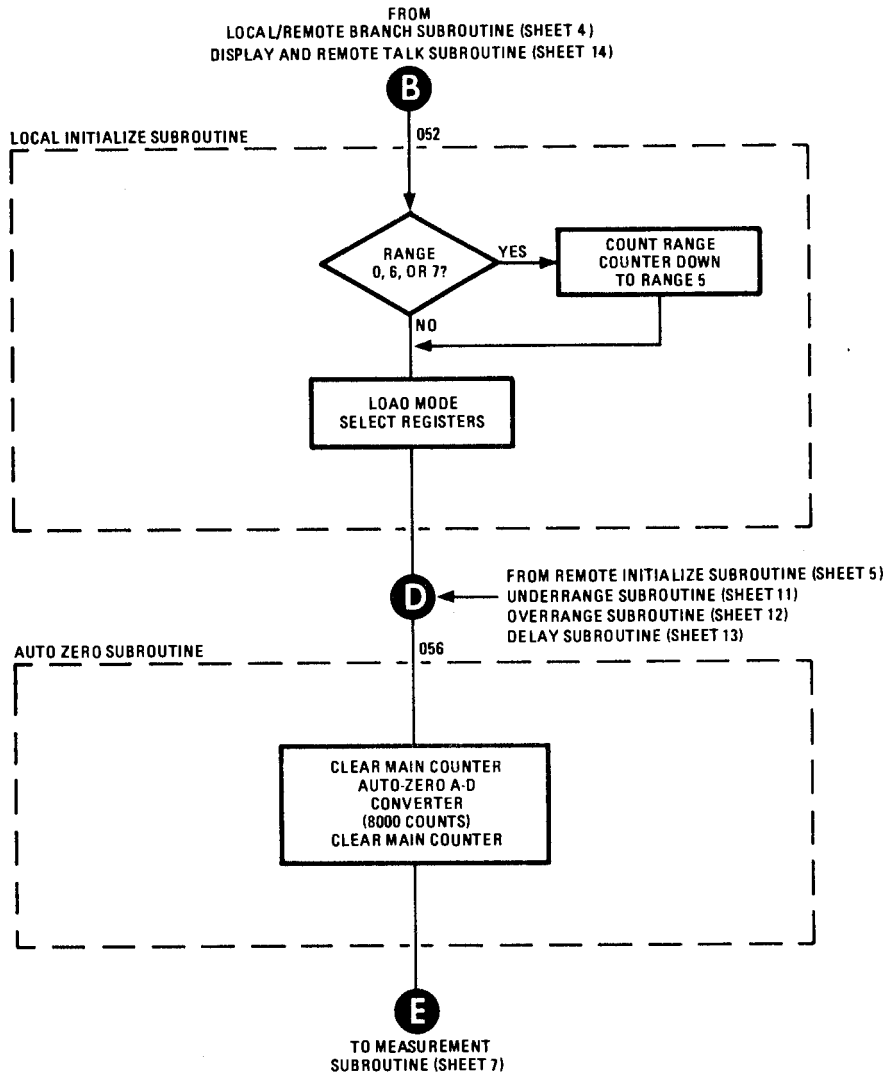 FROM
LOCAL/REMOTE BRANCH SUBROUTINE (SHEET 4)
DISPLAY AND REMOTE TALK SUBROUTINE (SHEET 14)
B
052
LOCAL INITIALIZE SUBROUTINE
RANGE
0, 6, OR 7?
YES
COUNT RANGE
COUNTER DOWN
TO RANGE 5
NO
LOAO MODE
SELECT REGISTERS
D
FROM REMOTE INITIALIZE SUBROUTINE (SHEET 5)
UNDERRANGE SUBROUTINE (SHEET 11)
OVERRANGE SUBROUTINE (SHEET 12)
DELAY SUBROUTINE (SHEET 13)
056
AUTO ZERO SUBROUTINE
CLEAR MAIN COUNTER
AUTO-ZERO A-D
CONVERTER
(8000 COUNTS)
CLEAR MAIN COUNTER
E
TO MEASUREMENT
SUBROUTINE (SHEET 7)